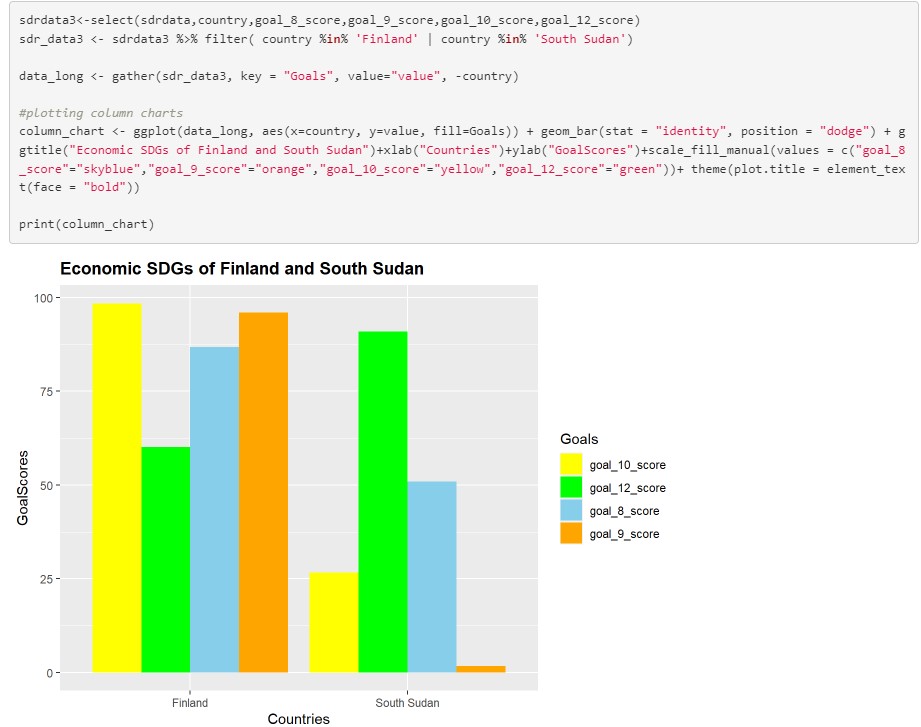 sdrdata3<-select(sdrdata,country,goal_8_score,goal_9_score,goal_10_score,goal_12_score)
sdr_data3 <- sdrdata3 %>% filter( country %in% 'Finland' | country %in% 'South Sudan')
data_long <- gather(sdr_data3, key = "Goals", value="value", -country)
#plotting column charts
column_chart <- ggplot(data_long, aes(x=country, y=value, fill=Goals)) + geom_bar(stat = "identity", position = "dodge") + g
gtitle("Economic SDGs of Finland and South Sudan")+xlab("Countries")+ylab("GoalScores")+scale_fill_manual(values = c("goal_8
_score"="skyblue","goal_9_score"="orange","goal_10_score"="yellow","goal_12_score"="green"))+ theme(plot.title = element_tex
t(face = "bold"))
print(column_chart)
Economic SDGs of Finland and South Sudan
100
75
50
25
0
GoalScores
Finland
South Sudan
Countries
Goals
goal_10_score
goal_12_score
goal_8_score
goal_9_score